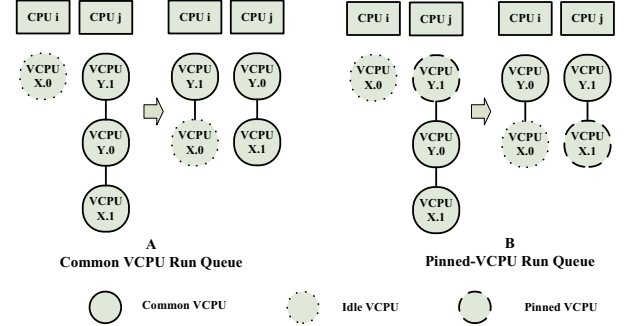 CPU i CPU j CPU i CPU j
CPU i CPU j CPU i CPU j
VCPU X.0 VCPU Y.1 VCPU Y.1 VCPU Y.0
VCPU X.0 VCPU Y.1 VCPU Y.0 VCPU Y.1
VCPU Y.0 VCPU X.0 VCPU X.1
VCPU Y.0 VCPU X.0 VCPU X.1
VCPU X.1
VCPU X.1
A
Common VCPU Run Queue
B
Pinned-VCPU Run Queue
Common VCPU
Idle VCPU
Pinned VCPU